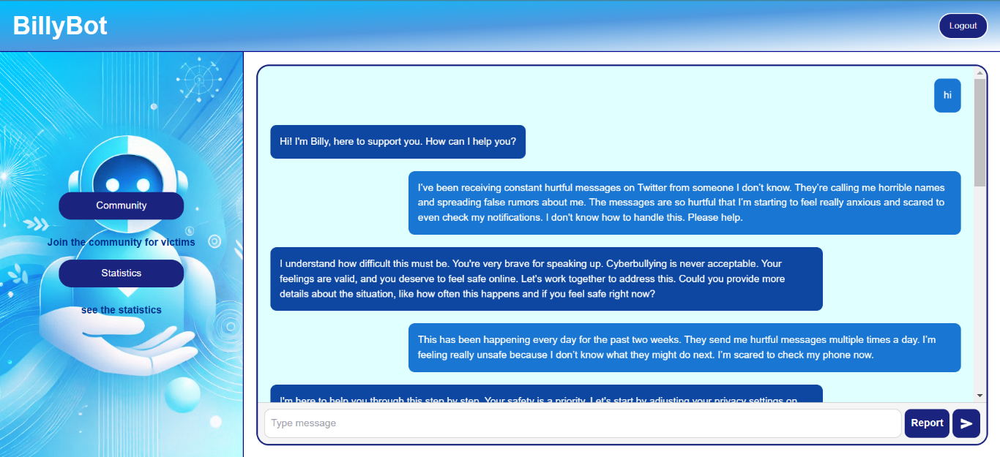 BillyBot
Logout
hi
Hi! I'm Billy, here to support you. How can I help you?
I've been receiving constant hurtful messages on Twitter from someone I don't know. They're calling me horrible names
and spreading false rumors about me. The messages are so hurtful that I'm starting to feel really anxious and scared to
even check my notifications. I don't know how to handle this. Please help.
I understand how difficult this must be. You're very brave for speaking up. Cyberbullying is never acceptable. Your
feelings are valid, and you deserve to feel safe online. Let's work together to address this. Could you provide more
details about the situation, like how often this happens and if you feel safe right now?
This has been happening every day for the past two weeks. They send me hurtful messages multiple times a day. I'm
feeling really unsafe because I don't know what they might do next. I'm scared to check my phone now.
I'm here to help you through this step by step. Your safety is a priority. Let's start by adjusting your privacy settings on
Community
Join the community for victims
Statistics
see the statistics
Type message
Report